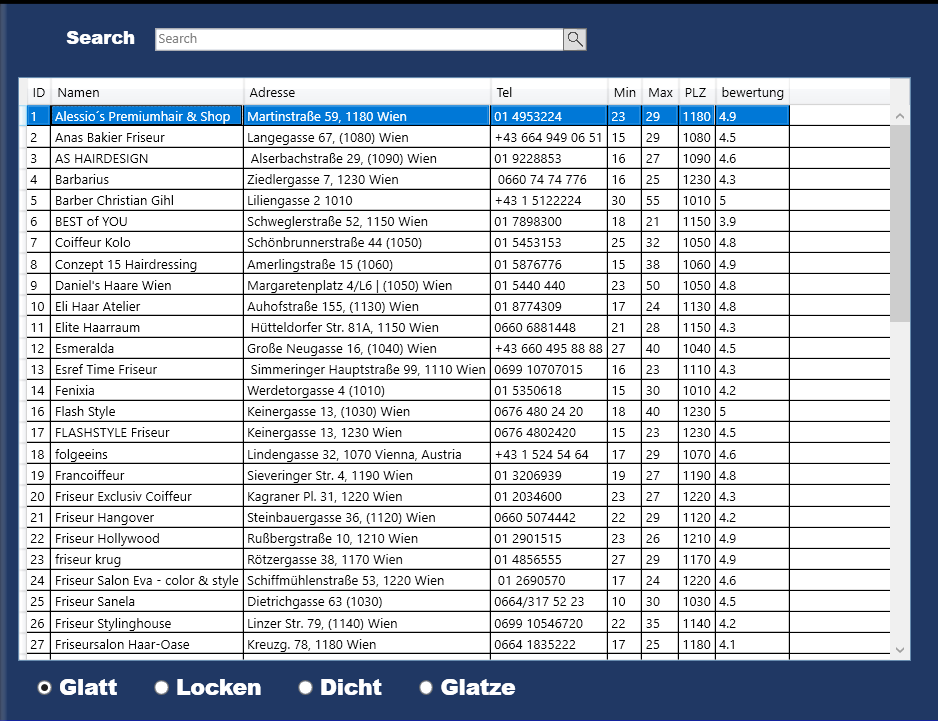 Search Search
ID Namen Adresse Tel Min Max PLZ bewertung
1 Alessio´s Premiumhair & Shop Martinstraße 59, 1180 Wien 01 4953224 23 29 1180 4.9
2 Anas Bakier Friseur Langegasse 67, (1080) Wien +43 664 949 06 51 15 29 1080 4.5
3 AS HAIRDESIGN Alserbachstraße 29, (1090) Wien 01 9228853 16 27 1090 4.6
4 Barbarius Ziedlergasse 7, 1230 Wien 0660 74 74 776 16 25 1230 4.3
5 Barber Christian Gihl Liliengasse 2 1010 +43 1 5122224 30 55 1010 5
6 BEST of YOU Schweglerstraße 52, 1150 Wien 01 7898300 18 21 1150 3.9
7 Coiffeur Kolo Schönbrunnerstraße 44 (1050) 01 5453153 25 32 1050 4.8
8 Conzept 15 Hairdressing Amerlingstraße 15 (1060) 01 5876776 15 38 1060 4.9
9 Daniel's Haare Wien Margaretenplatz 4/L6 | (1050) Wien 01 5440 440 23 50 1050 4.8
10 Eli Haar Atelier Auhofstraße 155, (1130) Wien 01 8774309 17 24 1130 4.8
11 Elite Haarraum Hütteldorfer Str. 81A, 1150 Wien 0660 6881448 21 28 1150 4.3
12 Esmeralda Große Neugasse 16, (1040) Wien +43 660 495 88 88 27 40 1040 4.5
13 Esref Time Friseur Simmeringer Hauptstraße 99, 1110 Wien 0699 10707015 16 23 1110 4.3
14 Fenixia Werdetorgasse 4 (1010) 01 5350618 15 30 1010 4.2
16 Flash Style Keinergasse 13, (1030) Wien 0676 480 24 20 18 40 1230 5
17 FLASHSTYLE Friseur Keinergasse 13, 1230 Wien 0676 4802420 15 23 1230 4.5
18 folgeeins Lindengasse 32, 1070 Vienna, Austria +43 1 524 54 64 17 29 1070 4.6
19 Francoiffeur Sieveringer Str. 4, 1190 Wien 01 3206939 19 27 1190 4.8
20 Friseur Exclusiv Coiffeur Kagraner Pl. 31, 1220 Wien 01 2034600 23 27 1220 4.3
21 Friseur Hangover Steinbauergasse 36, (1120) Wien 0660 5074442 22 29 1120 4.2
22 Friseur Hollywood Rußbergstraße 10, 1210 Wien 01 2901515 23 26 1210 4.9
23 friseur krug Rötzergasse 38, 1170 Wien 01 4856555 27 29 1170 4.9
24 Friseur Salon Eva - color & style Schiffmühlenstraße 53, 1220 Wien 01 2690570 17 24 1220 4.6
25 Friseur Sanela Dietrichgasse 63 (1030) 0664/317 52 23 10 30 1030 4.5
26 Friseur Stylinghouse Linzer Str. 79, (1140) Wien 0699 10546720 22 35 1140 4.2
27 Friseursalon Haar-Oase Kreuzg. 78, 1180 Wien 0664 1835222 17 25 1180 4.1
Glatt Locken Dicht Glatze